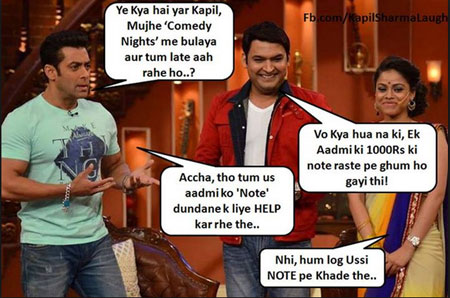 Fb.com/KapilSharmaLaugh
Ye Kya hai yar Kapil,
Mujhe 'Comedy
Nights' me bulaya
aur tum late aah
rahe ho..?
Vo Kya hua na ki, Ek
Aadmi ki 1000Rs ki
note raste pe ghum ho
gayi thi!
Accha, tho tum us
aadmi ko 'Note'
dundane k liye HELP
kar rhe the..
Nhi, hum log Ussi
NOTE pe Khade the..